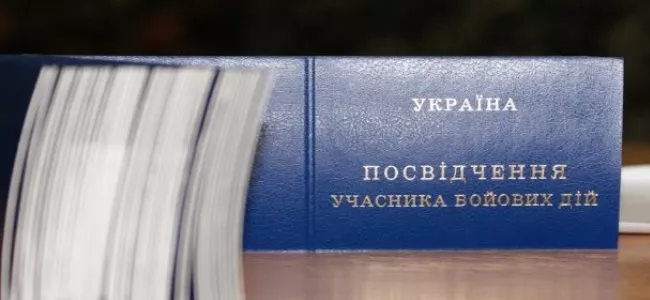 УКРАЇНА
ПОСВІДЧЕННЯ
УЧАСНИКА БОЙОВИХ ДІЙ